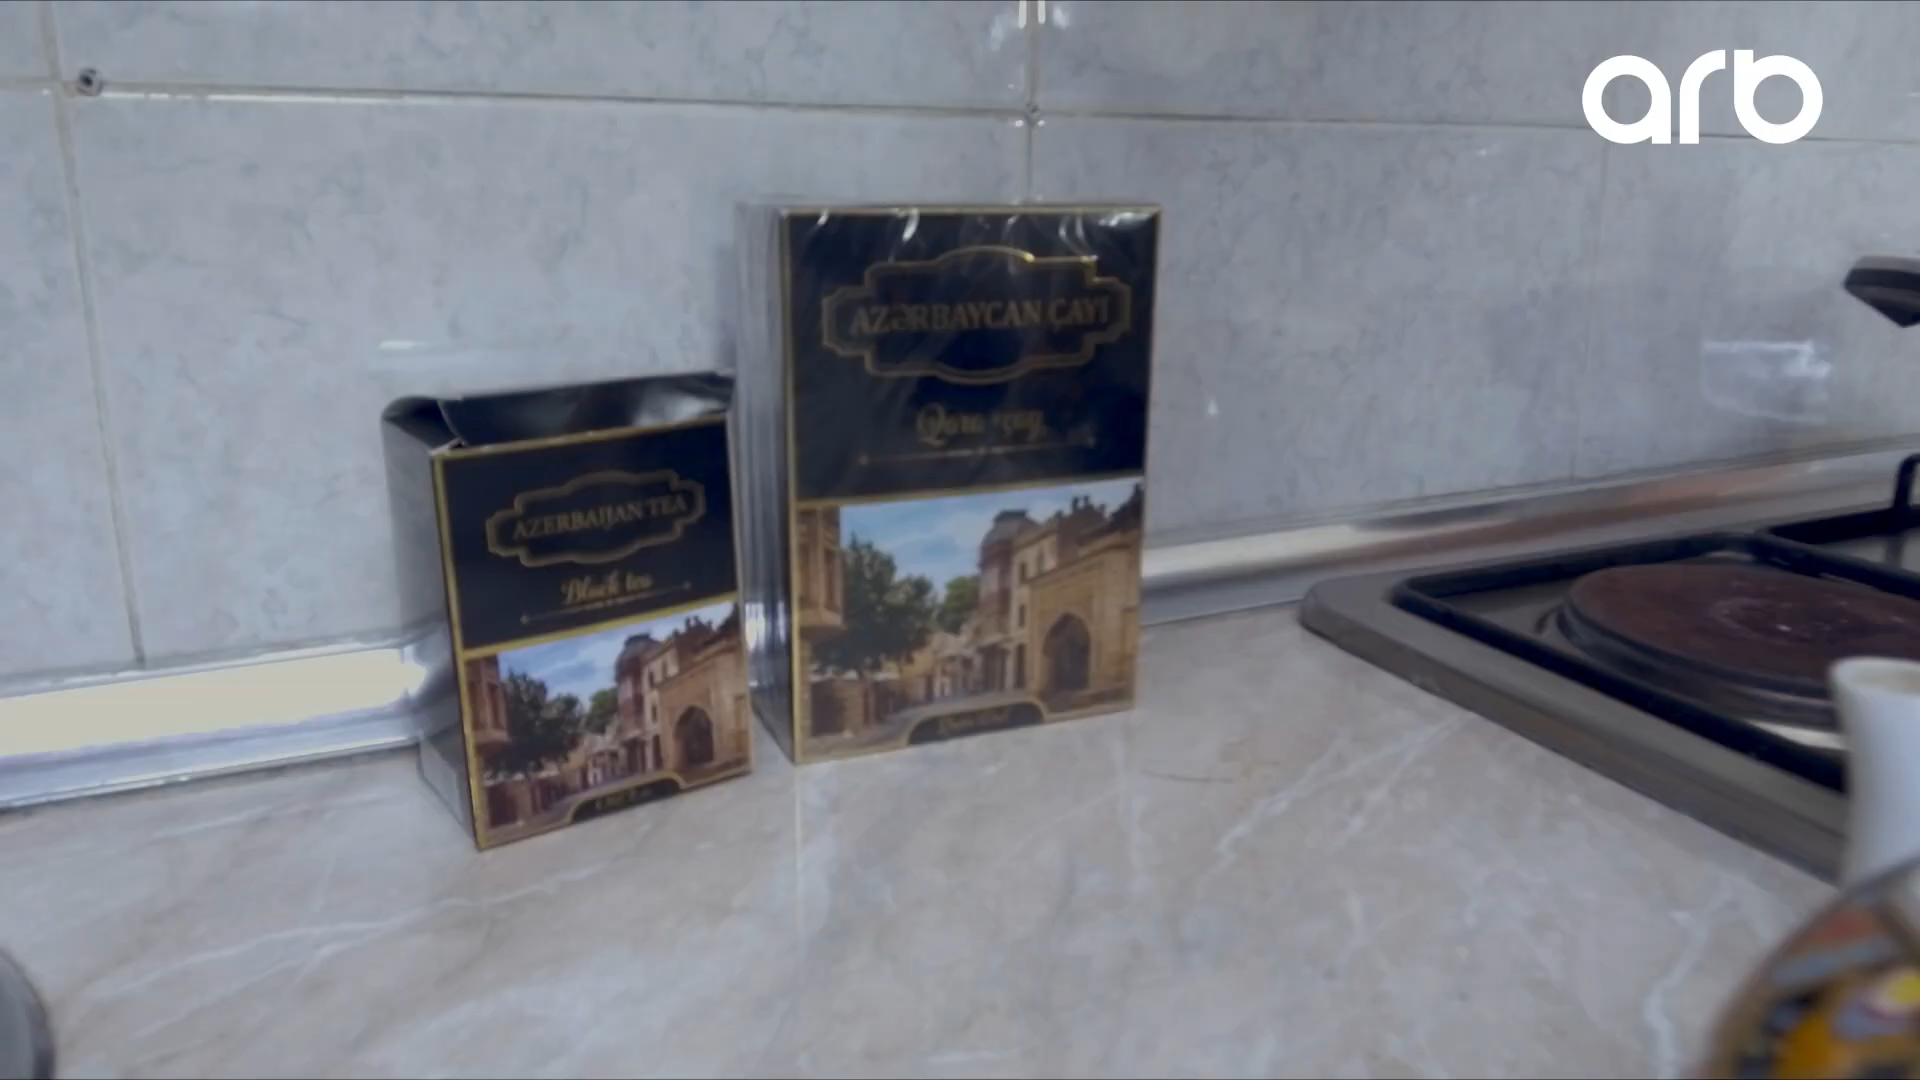 arb
AZƏRBAYCAN ÇAYI
Qara çay
AZERBAIJAN TEA
Black tea